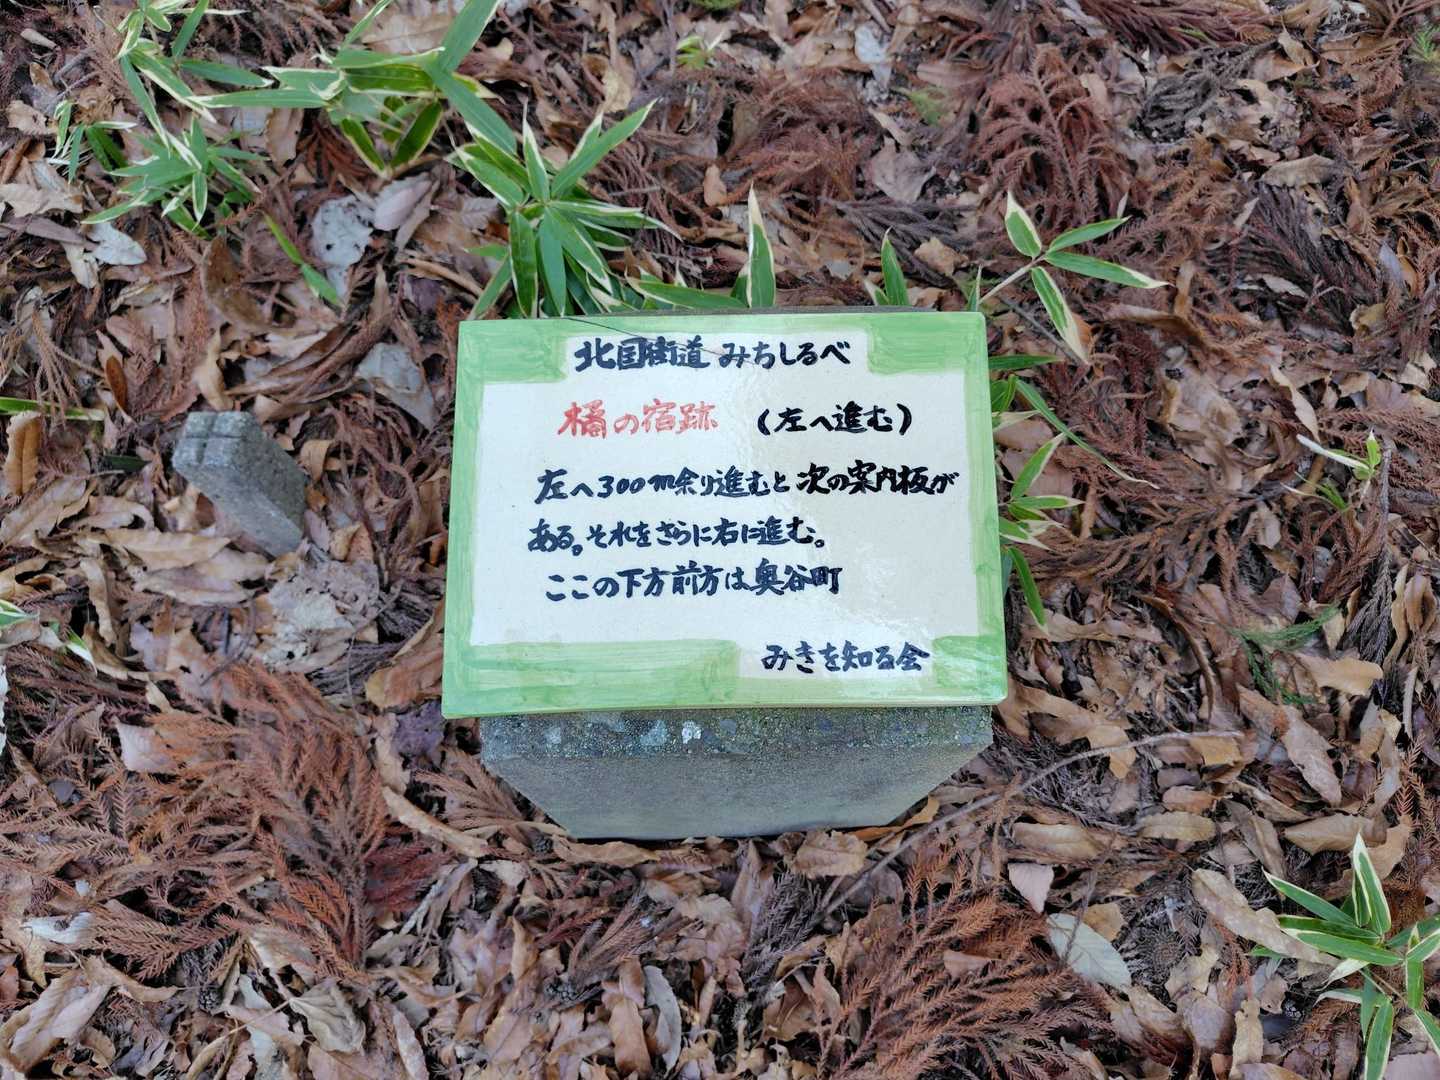 北国街道 みちしるべ
橘の宿跡 (左へ進む)
左へ300m余り進むと次の案内板が
ある。それをさらに右に進む。
ここの下方前方は奥谷町
みきを知る会